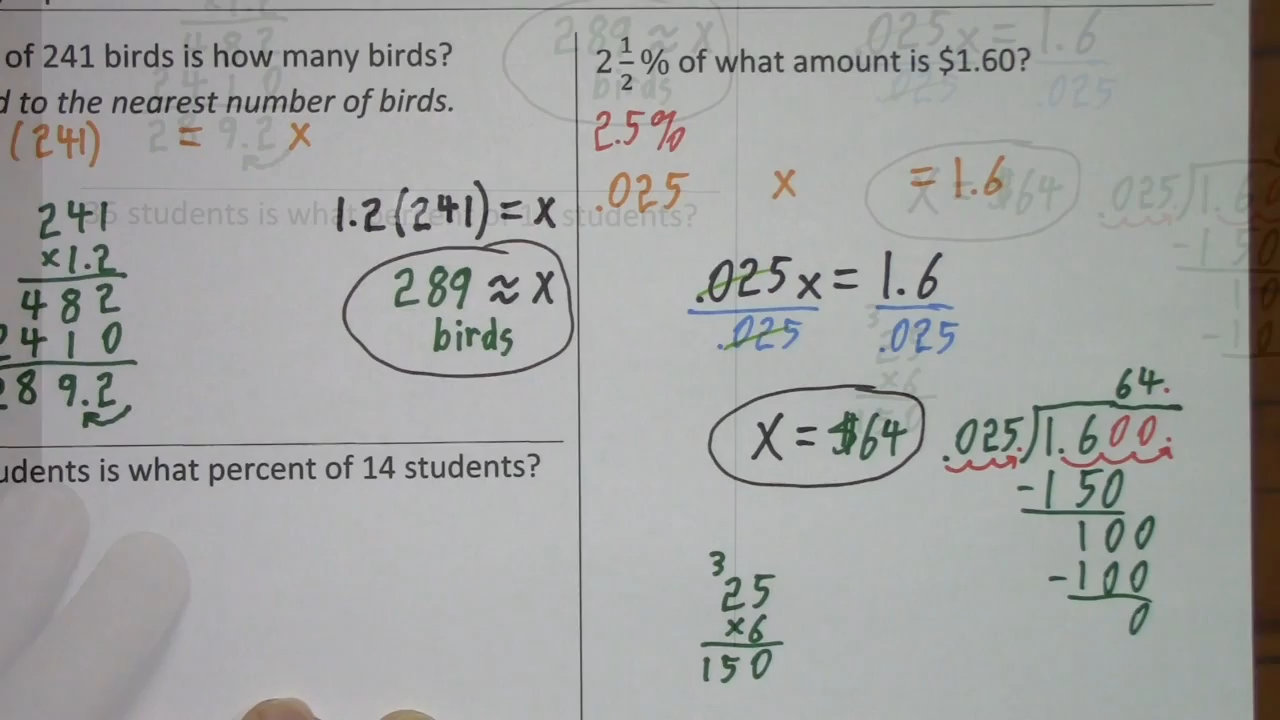 of 241 birds is how many birds?
d to the nearest number of birds.
(241) = x
241
×1.2
482
2410
289.2
1.2(241) = x
289 ≈ x
birds
udents is what percent of 14 students?
2 1/2 % of what amount is $1.60?
2.5%
.025 x = 1.6
.025x = 1.6
.025 .025
x = $64
64.
.025.)1.600.
-150
100
-100
0
3
25
×6
150